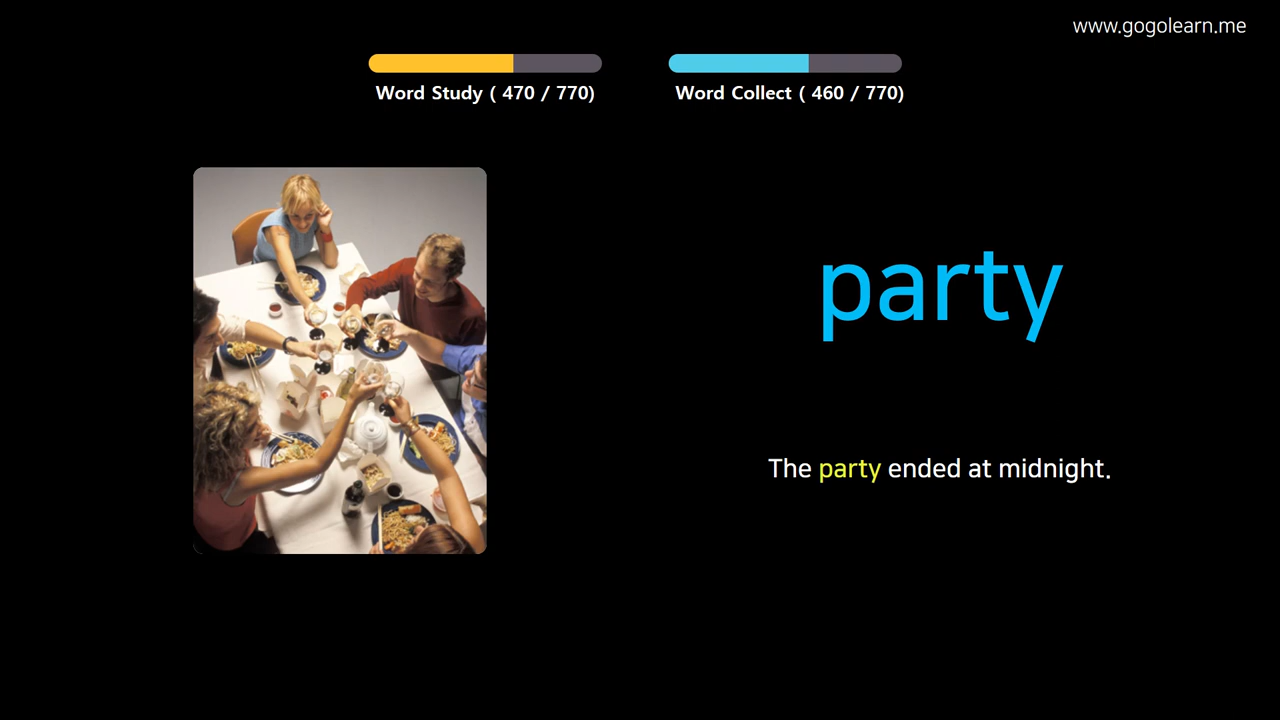 www.gogolearn.me
Word Study ( 470 / 770)
Word Collect ( 460 / 770)
party
The party ended at midnight.